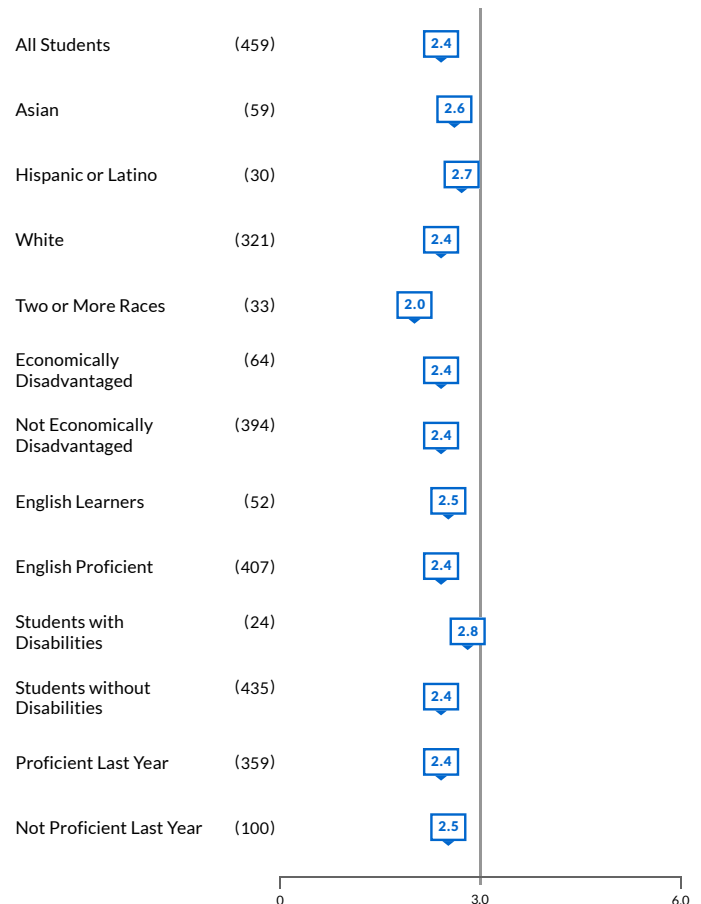 All Students (459) 2.4
Asian (59) 2.6
Hispanic or Latino (30) 2.7
White (321) 2.4
Two or More Races (33) 2.0
Economically (64)
Disadvantaged 2.4
Not Economically (394)
Disadvantaged 2.4
English Learners (52) 2.5
English Proficient (407) 2.4
Students with (24)
Disabilities 2.8
Students without (435)
Disabilities 2.4
Proficient Last Year (359) 2.4
Not Proficient Last Year (100) 2.5
0 3.0 6.0